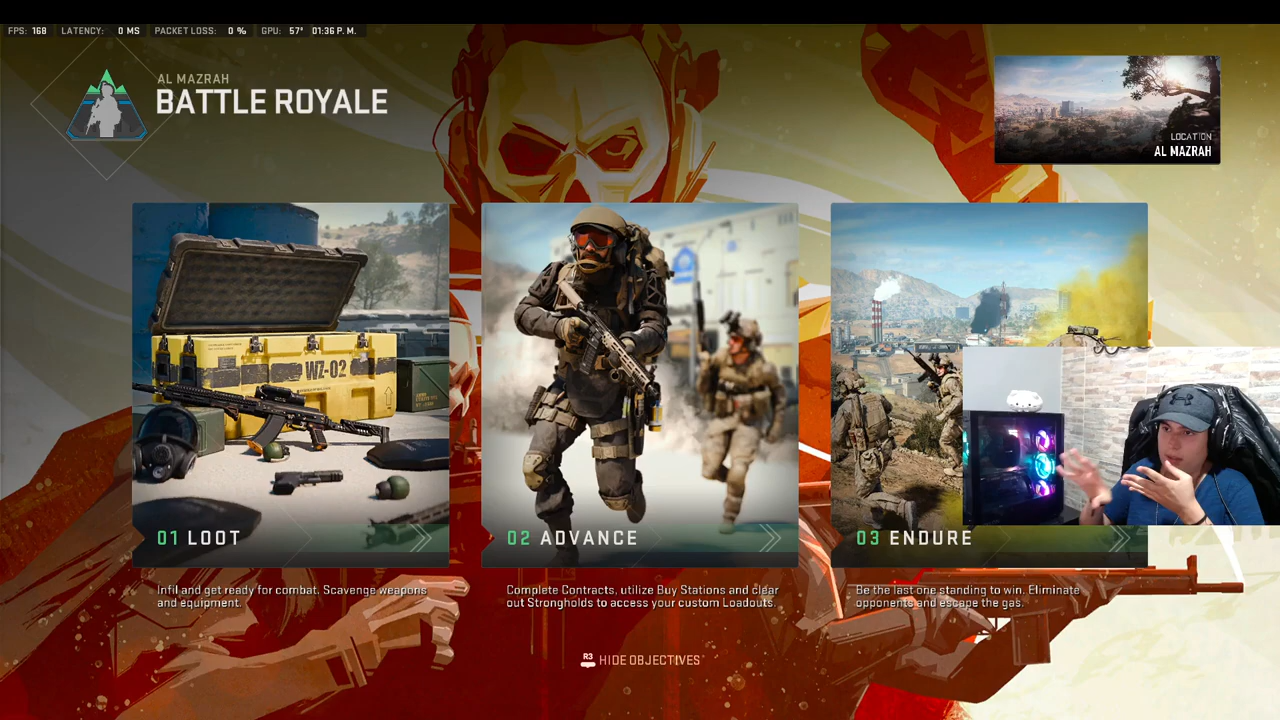 FPS: 168 LATENCY: 0 MS PACKET LOSS: 0 % GPU: 57° 01:36 P. M.
AL MAZRAH
BATTLE ROYALE
LOCATION
AL MAZRAH
WZ-02
01 LOOT
02 ADVANCE
03 ENDURE
Infil and get ready for combat. Scavenge weapons
and equipment.
Complete Contracts, utilize Buy Stations and clear
out Strongholds to access your custom Loadouts.
Be the last one standing to win. Eliminate
opponents and escape the gas.
R3 HIDE OBJECTIVES